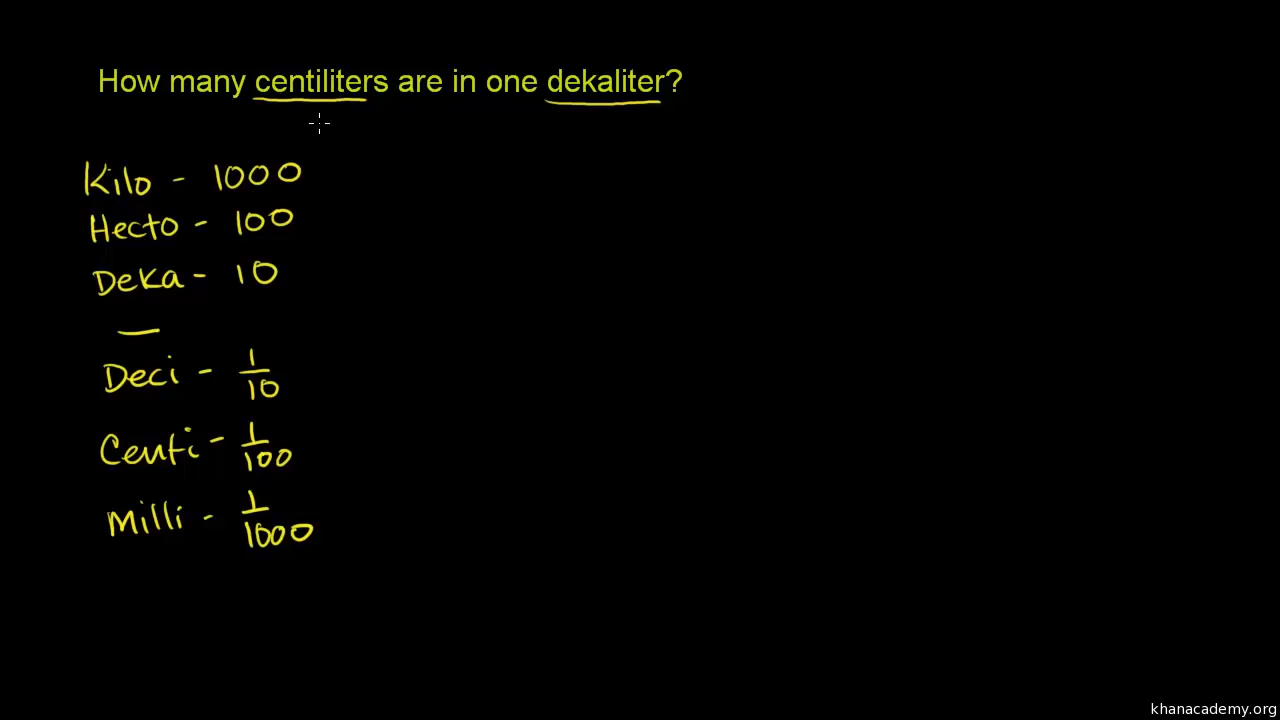 How many centiliters are in one dekaliter?
Kilo - 1000
Hecto - 100
Deka - 10
—
Deci - 1/10
Centi - 1/100
Milli - 1/1000
khanacademy.org